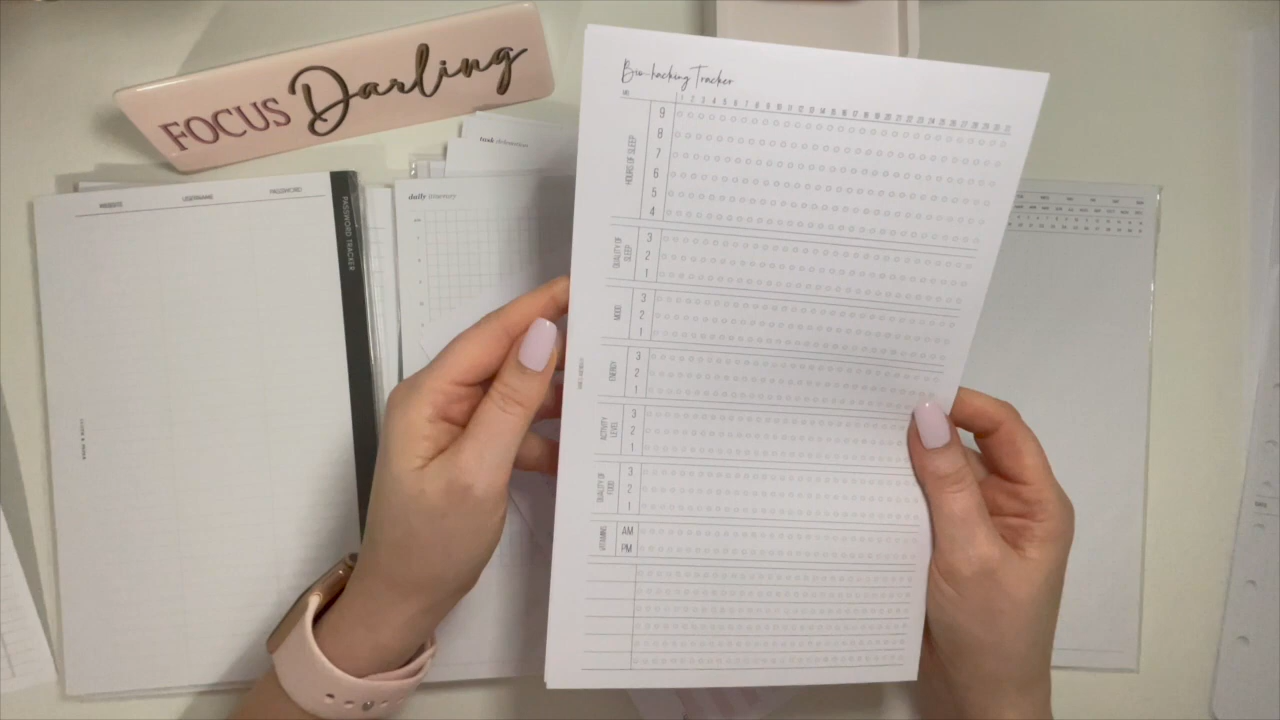 FOCUS Darling
Bio-hacking Tracker
1 2 3 4 5 6 7 8 9 10 11 12 13 14 15 16 17 18 19 20 21 22 23 24 25 26 27 28 29 30 31
HOURS OF SLEEP
9
8
7
6
5
4
QUALITY OF SLEEP
3
2
1
MOOD
3
2
1
ENERGY
3
2
1
ACTIVITY LEVEL
3
2
1
QUALITY OF FOOD
3
2
1
VITAMINS
AM
PM
WEBSITE USERNAME PASSWORD
PASSWORD TRACKER
daily itinerary
task